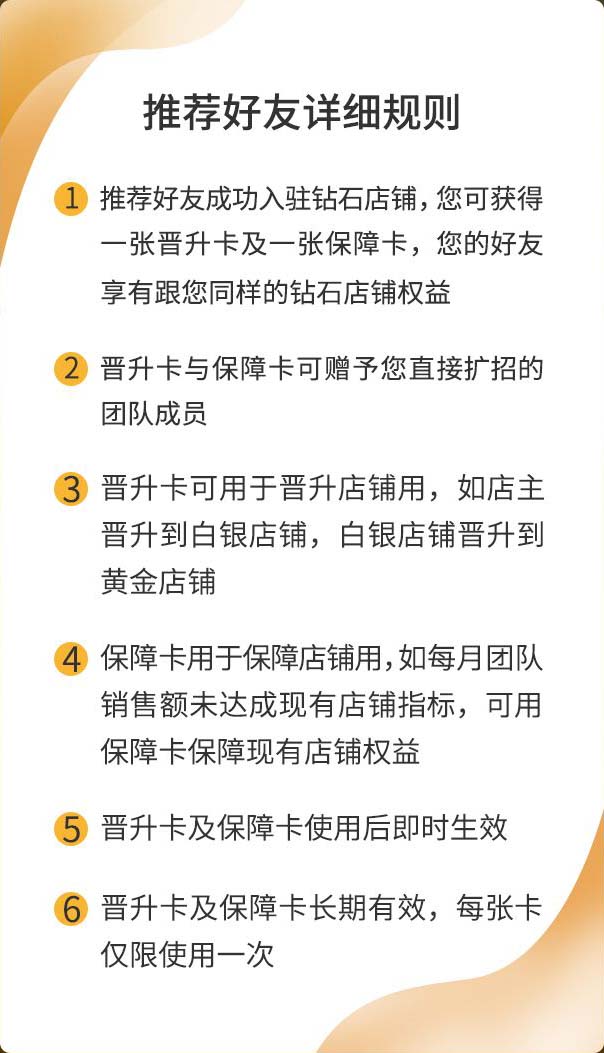 推荐好友详细规则
1 推荐好友成功入驻钻石店铺，您可获得
一张晋升卡及一张保障卡，您的好友
享有跟您同样的钻石店铺权益
2 晋升卡与保障卡可赠予您直接扩招的
团队成员
3 晋升卡可用于晋升店铺用，如店主
晋升到白银店铺，白银店铺晋升到
黄金店铺
4 保障卡用于保障店铺用，如每月团队
销售额未达成现有店铺指标，可用
保障卡保障现有店铺权益
5 晋升卡及保障卡使用后即时生效
6 晋升卡及保障卡长期有效，每张卡
仅限使用一次